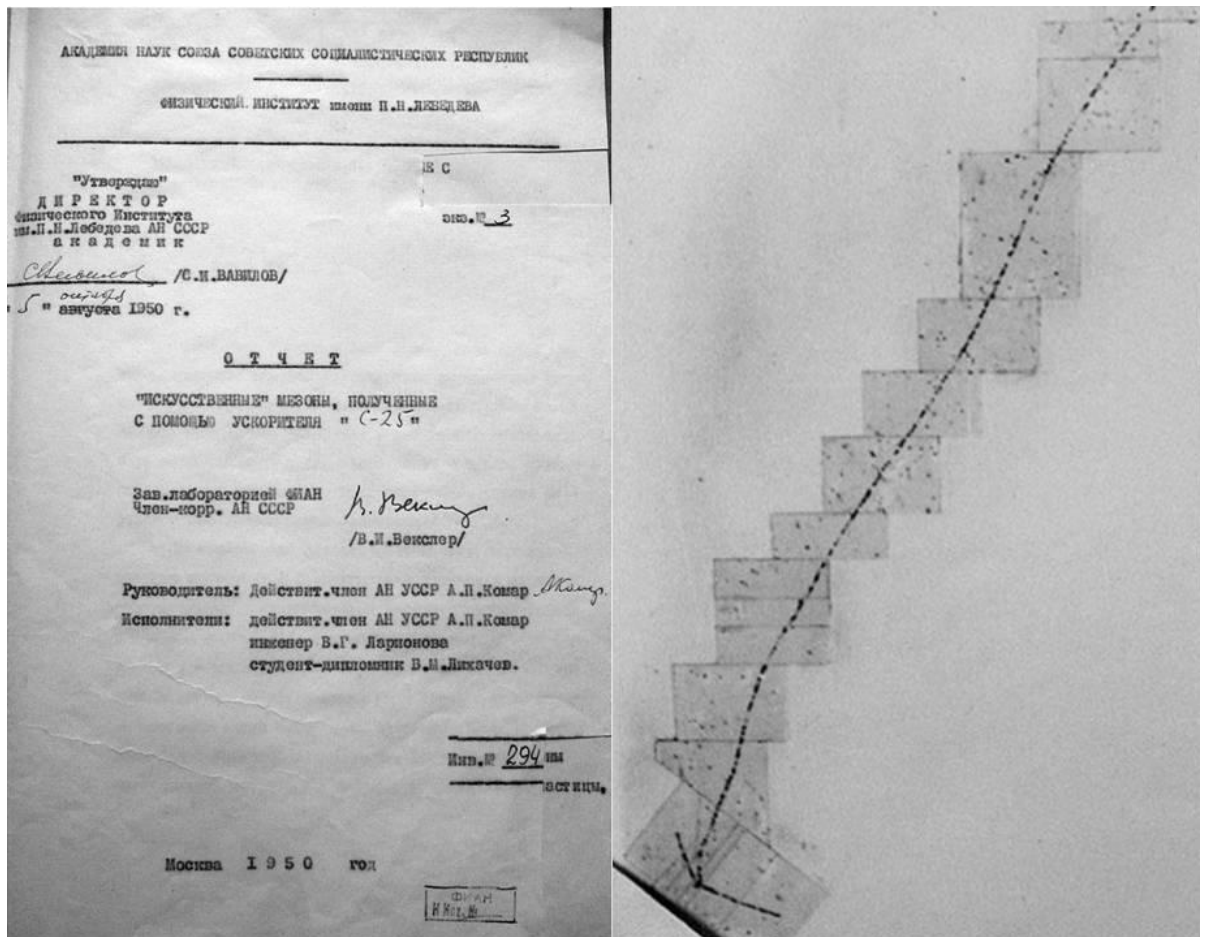 АКАДЕМИЯ НАУК СОЮЗА СОВЕТСКИХ СОЦИАЛИСТИЧЕСКИХ РЕСПУБЛИК
ФИЗИЧЕСКИЙ ИНСТИТУТ имени П.Н.ЛЕБЕДЕВА
Е С
"Утверждаю"
ДИРЕКТОР
Физического Института
им.П.Н.Лебедева АН СССР
академик
экз.№ 3
/С.И.ВАВИЛОВ/
"5" октября августа 1950 г.
ОТЧЕТ
"ИСКУССТВЕННЫЕ" МЕЗОНЫ, ПОЛУЧЕННЫЕ
С ПОМОЩЬЮ УСКОРИТЕЛЯ "С-25"
Зав.лабораторией ФИАН
Член-корр. АН СССР
/В.И.Векслер/
Руководитель: Действит.член АН УССР А.П.Комар
Исполнители: действит.член АН УССР А.П.Комар
инженер В.Г. Ларионова
студент-дипломник В.М.Лихачев.
Инв.№ 294
астицы.
Москва 1950 год
ФИАН